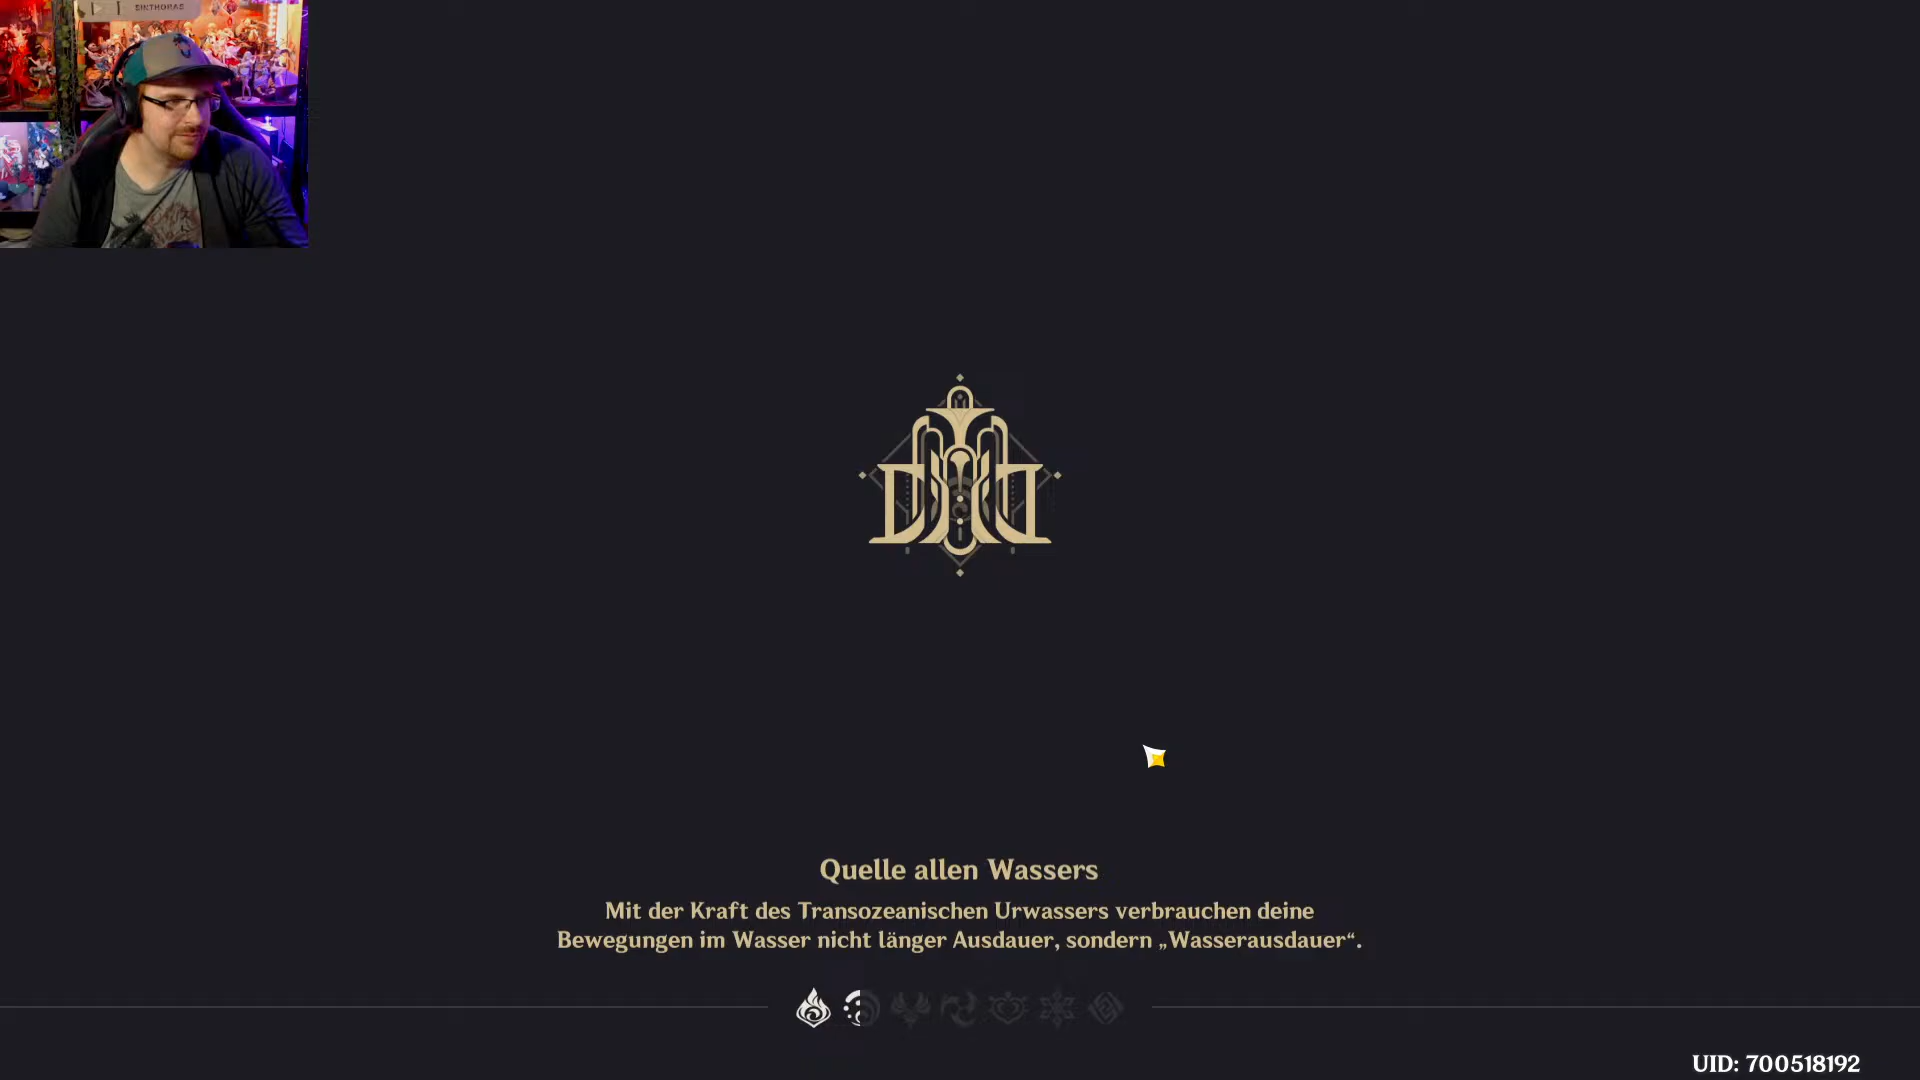 SINTHORAS
Quelle allen Wassers
Mit der Kraft des Transozeanischen Urwassers verbrauchen deine
Bewegungen im Wasser nicht länger Ausdauer, sondern „Wasserausdauer“.
UID: 700518192